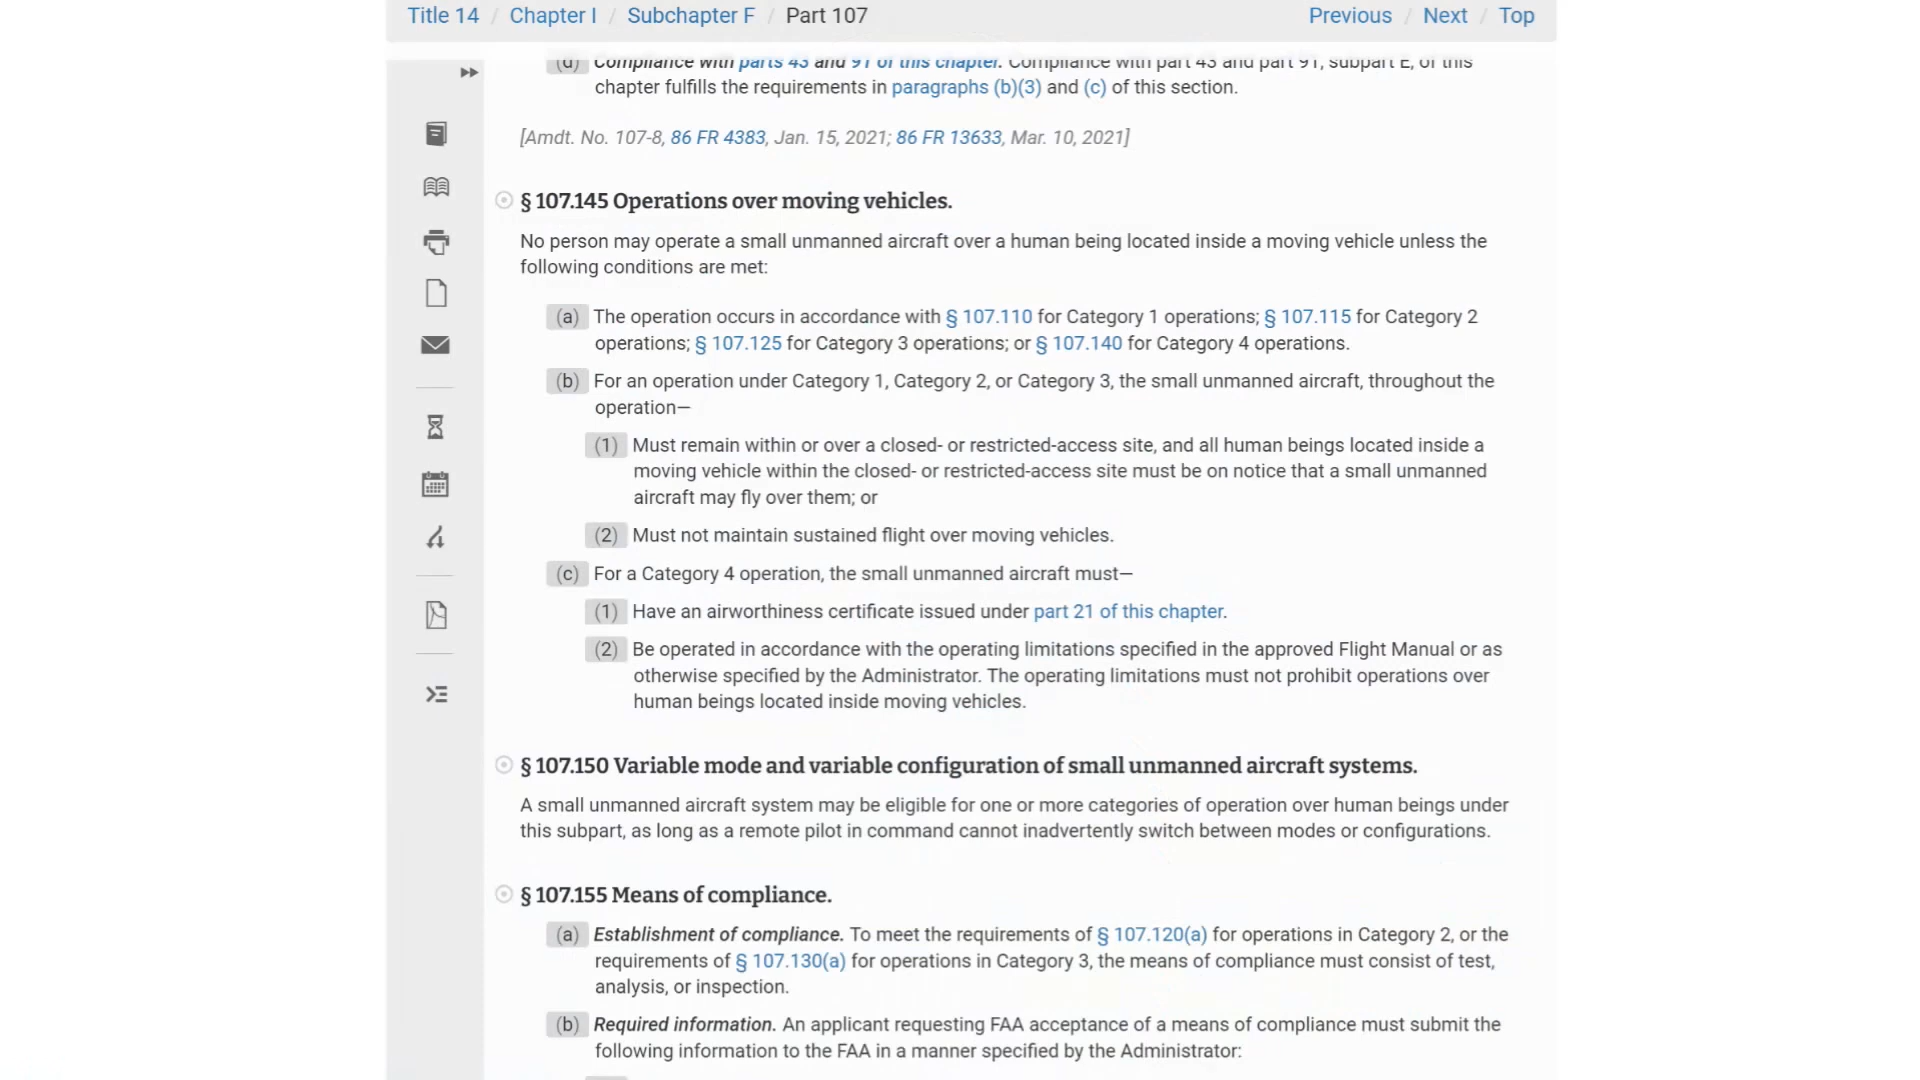 Title 14 / Chapter I / Subchapter F / Part 107
Previous / Next / Top
(d) Compliance with parts 43 and 91 of this chapter. Compliance with part 43 and part 91, subpart E, of this
chapter fulfills the requirements in paragraphs (b)(3) and (c) of this section.
[Amdt. No. 107-8, 86 FR 4383, Jan. 15, 2021; 86 FR 13633, Mar. 10, 2021]
§ 107.145 Operations over moving vehicles.
No person may operate a small unmanned aircraft over a human being located inside a moving vehicle unless the
following conditions are met:
(a) The operation occurs in accordance with § 107.110 for Category 1 operations; § 107.115 for Category 2
operations; § 107.125 for Category 3 operations; or § 107.140 for Category 4 operations.
(b) For an operation under Category 1, Category 2, or Category 3, the small unmanned aircraft, throughout the
operation—
(1) Must remain within or over a closed- or restricted-access site, and all human beings located inside a
moving vehicle within the closed- or restricted-access site must be on notice that a small unmanned
aircraft may fly over them; or
(2) Must not maintain sustained flight over moving vehicles.
(c) For a Category 4 operation, the small unmanned aircraft must—
(1) Have an airworthiness certificate issued under part 21 of this chapter.
(2) Be operated in accordance with the operating limitations specified in the approved Flight Manual or as
otherwise specified by the Administrator. The operating limitations must not prohibit operations over
human beings located inside moving vehicles.
§ 107.150 Variable mode and variable configuration of small unmanned aircraft systems.
A small unmanned aircraft system may be eligible for one or more categories of operation over human beings under
this subpart, as long as a remote pilot in command cannot inadvertently switch between modes or configurations.
§ 107.155 Means of compliance.
(a) Establishment of compliance. To meet the requirements of § 107.120(a) for operations in Category 2, or the
requirements of § 107.130(a) for operations in Category 3, the means of compliance must consist of test,
analysis, or inspection.
(b) Required information. An applicant requesting FAA acceptance of a means of compliance must submit the
following information to the FAA in a manner specified by the Administrator: